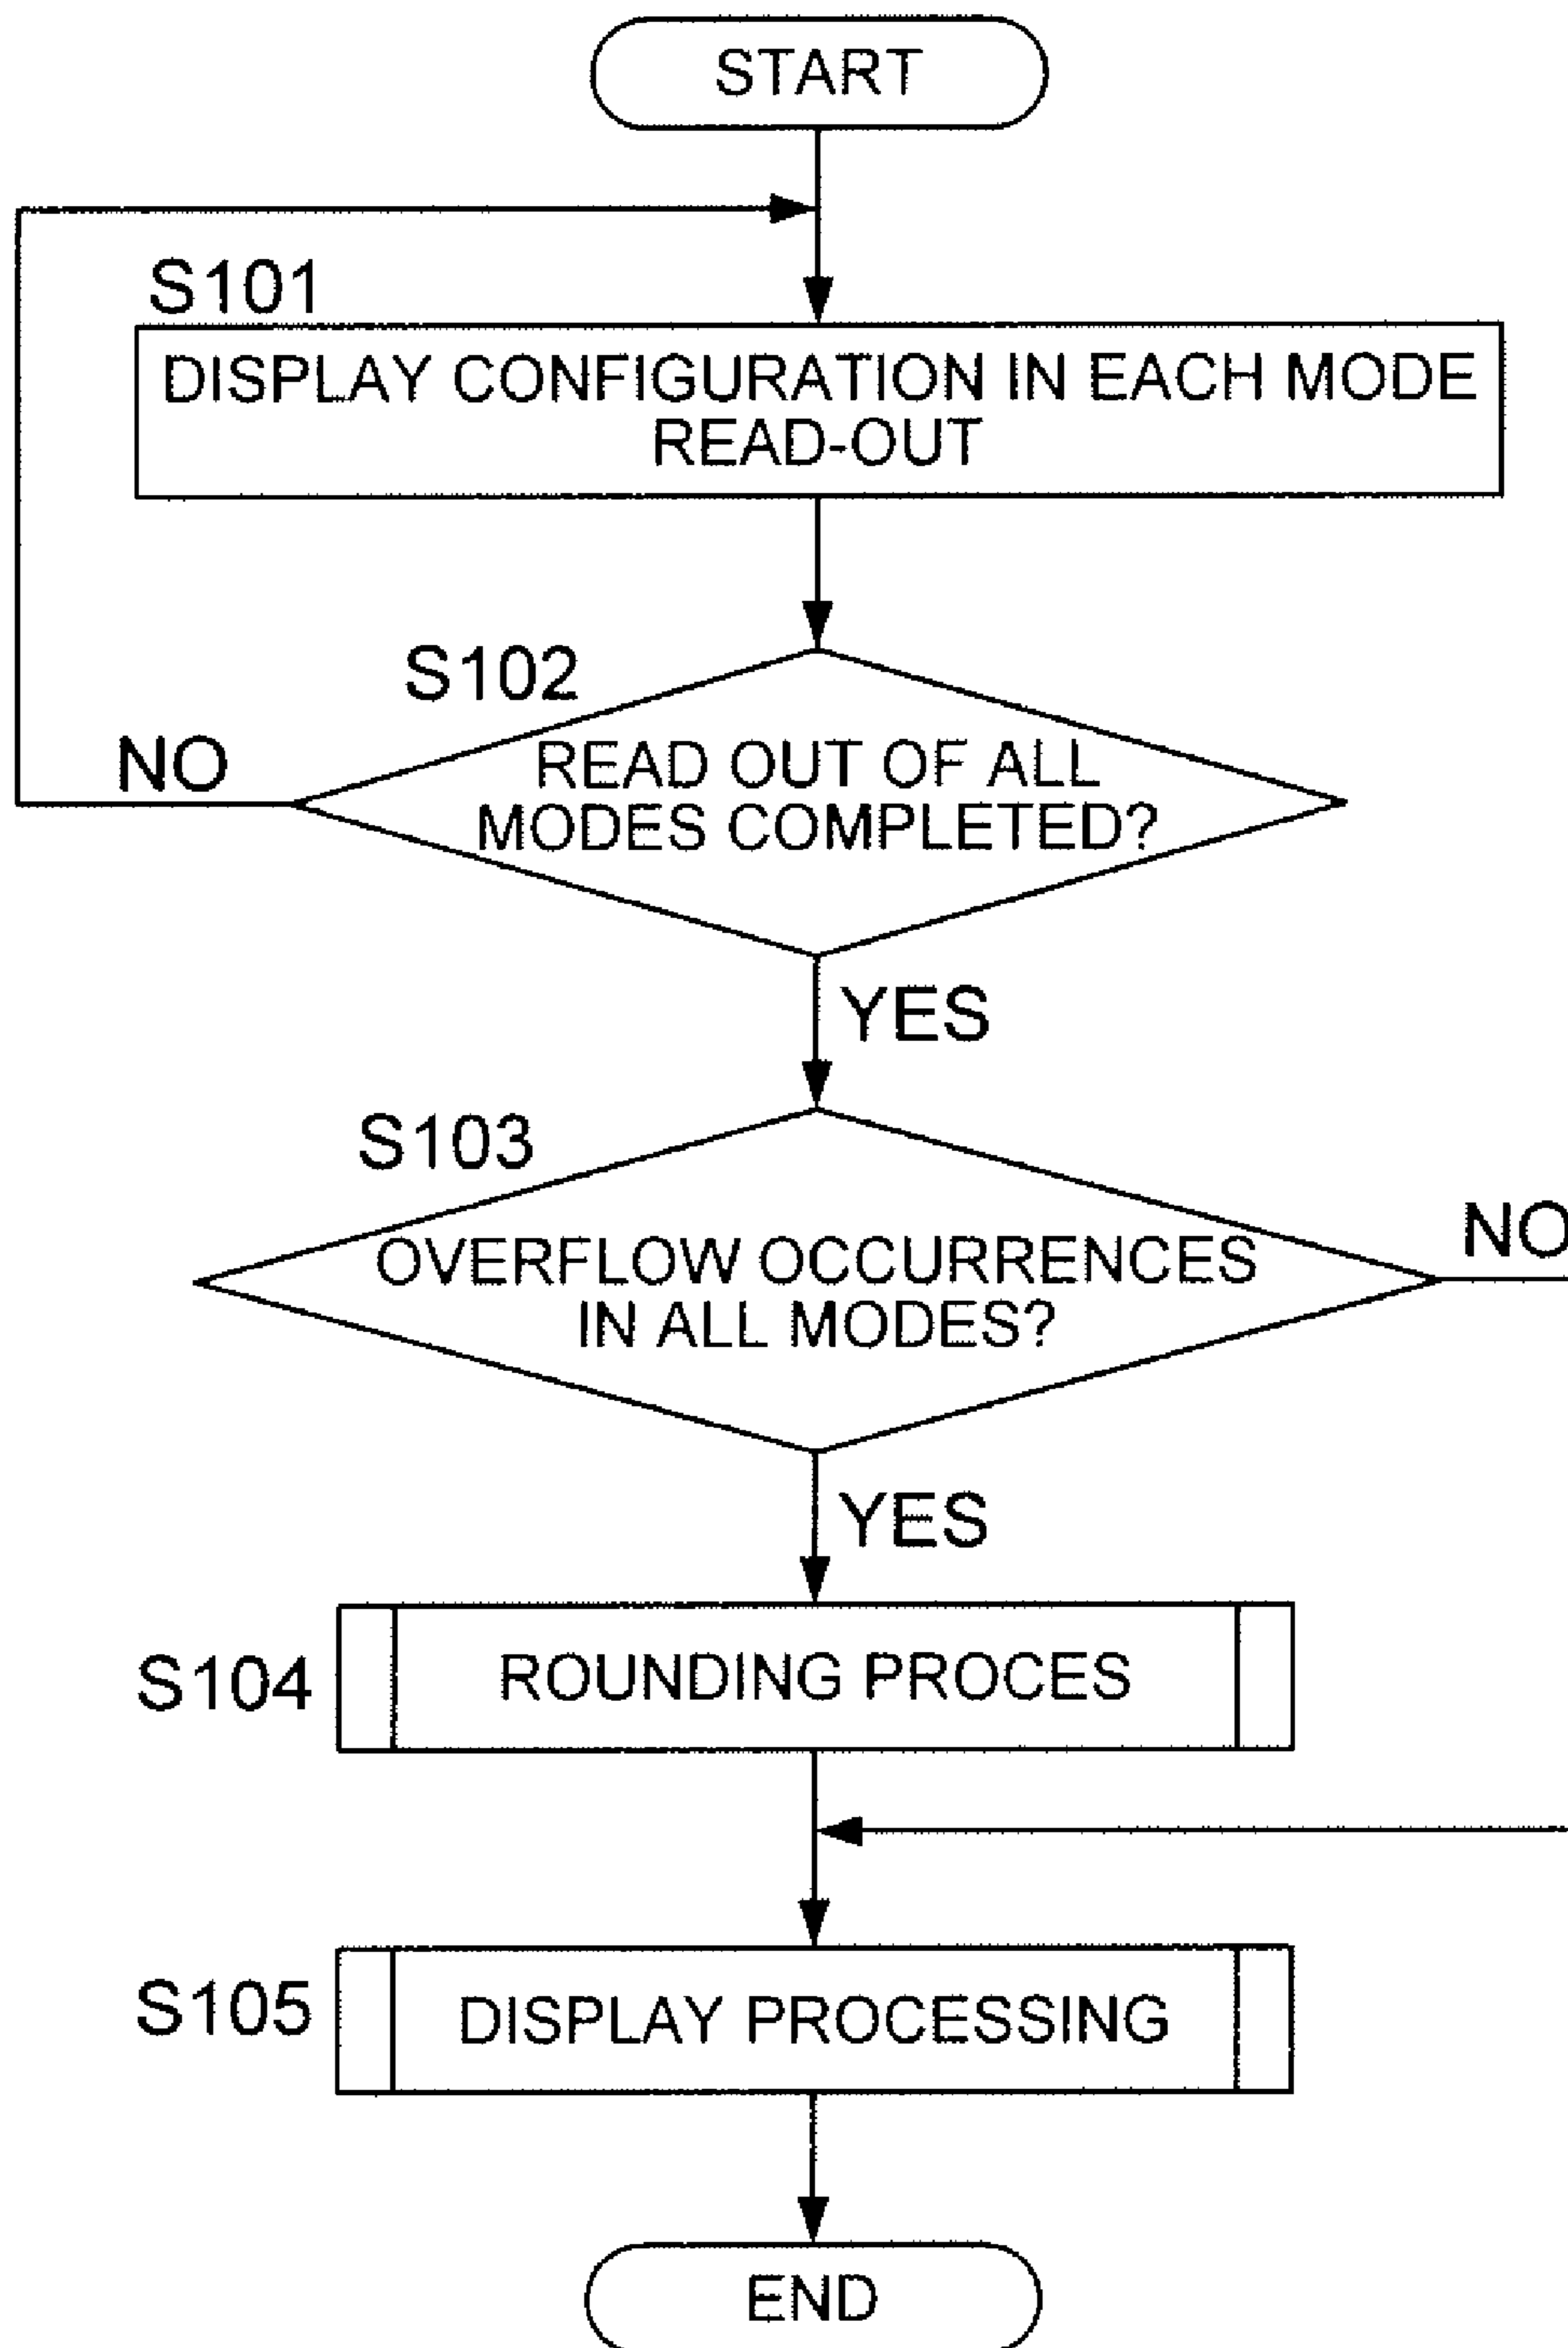 START
S101
DISPLAY CONFIGURATION IN EACH MODE
READ-OUT
S102
NO
READ OUT OF ALL
MODES COMPLETED?
YES
S103
NO
OVERFLOW OCCURRENCES
IN ALL MODES?
YES
S104
ROUNDING PROCES
S105
DISPLAY PROCESSING
END